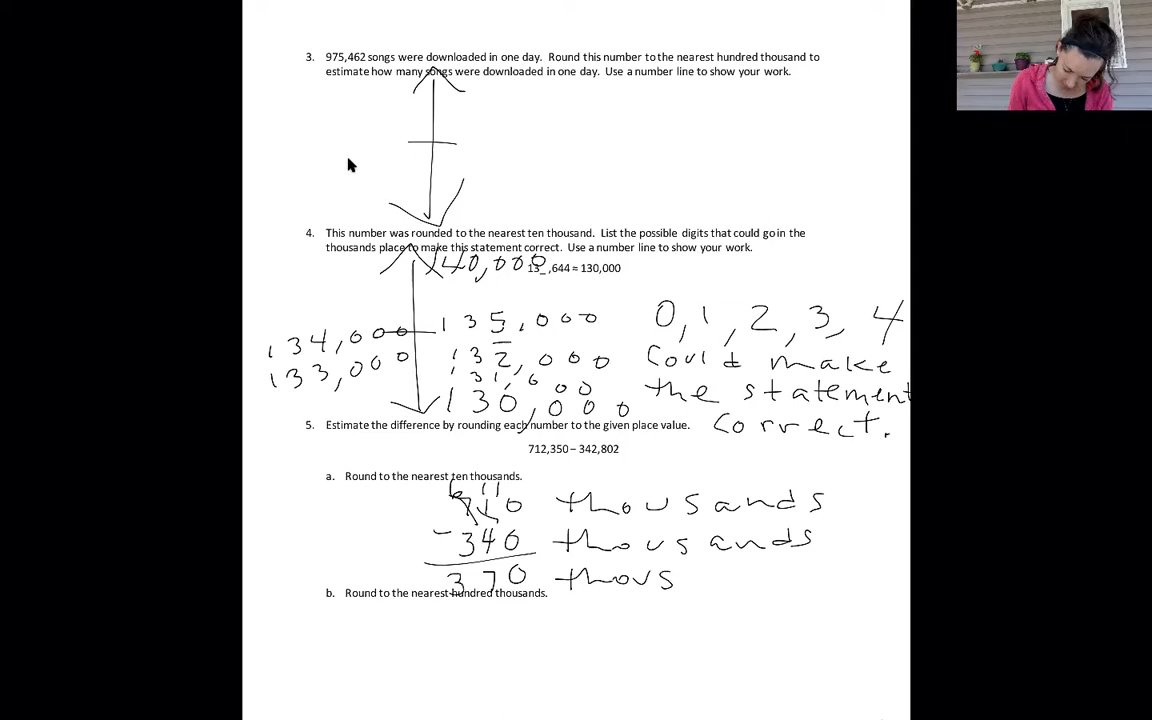 3. 975,462 songs were downloaded in one day. Round this number to the nearest hundred thousand to
estimate how many songs were downloaded in one day. Use a number line to show your work.
4. This number was rounded to the nearest ten thousand. List the possible digits that could go in the
thousands place to make this statement correct. Use a number line to show your work.
140,000
13_,644 ≈ 130,000
134,000
133,000
135,000
132,000
131,000
130,000
0, 1, 2, 3, 4
Could make
the statement
correct.
5. Estimate the difference by rounding each number to the given place value.
712,350 – 342,802
a. Round to the nearest ten thousands.
6 11
710 thousands
- 340 thousands
370 thous
b. Round to the nearest hundred thousands.